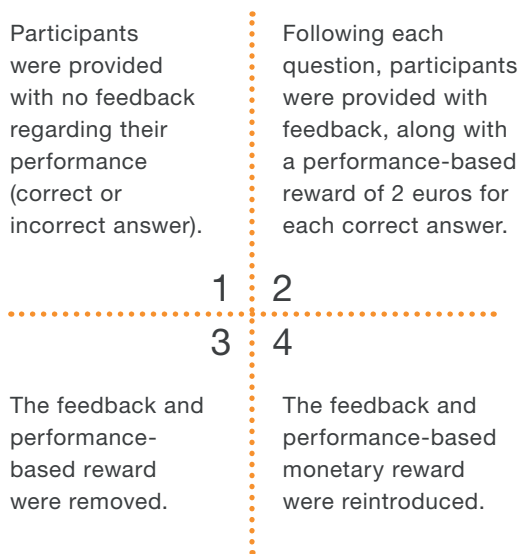 Participants
were provided
with no feedback
regarding their
performance
(correct or
incorrect answer).
1
Following each
question, participants
were provided with
feedback, along with
a performance-based
reward of 2 euros for
each correct answer.
2
3
The feedback and
performance-
based reward
were removed.
4
The feedback and
performance-based
monetary reward
were reintroduced.